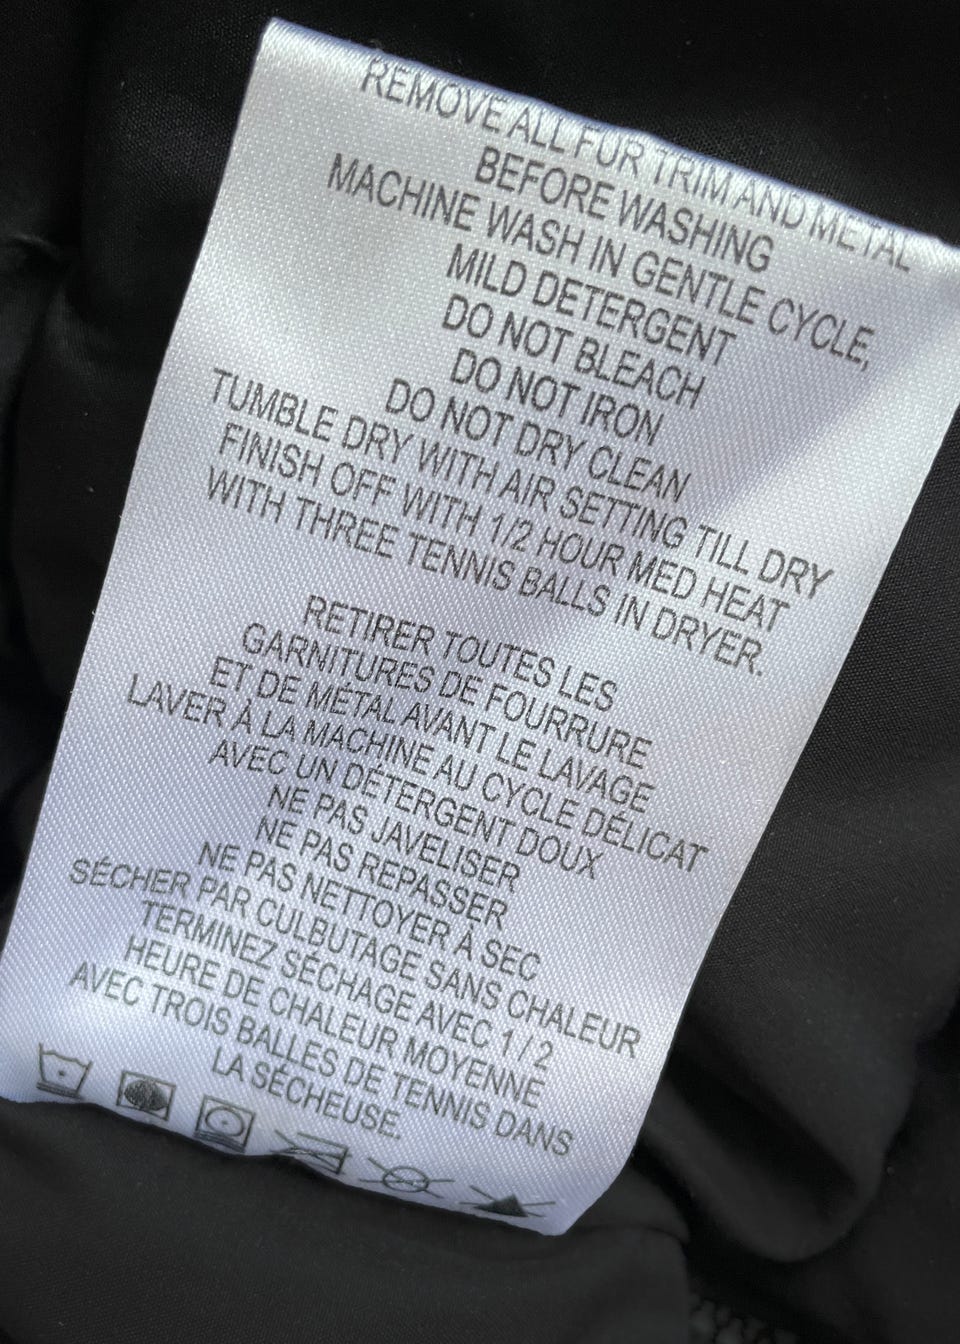 REMOVE ALL FUR TRIM AND METAL
BEFORE WASHING
MACHINE WASH IN GENTLE CYCLE,
MILD DETERGENT
DO NOT BLEACH
DO NOT IRON
DO NOT DRY CLEAN
TUMBLE DRY WITH AIR SETTING TILL DRY
FINISH OFF WITH 1/2 HOUR MED HEAT
WITH THREE TENNIS BALLS IN DRYER.
RETIRER TOUTES LES
GARNITURES DE FOURRURE
ET DE MÉTAL AVANT LE LAVAGE
LAVER À LA MACHINE AU CYCLE DÉLICAT
AVEC UN DÉTERGENT DOUX
NE PAS JAVELISER
NE PAS REPASSER
NE PAS NETTOYER À SEC
SÉCHER PAR CULBUTAGE SANS CHALEUR
TERMINEZ SÉCHAGE AVEC 1 / 2
HEURE DE CHALEUR MOYENNE
AVEC TROIS BALLES DE TENNIS DANS
LA SÉCHEUSE.